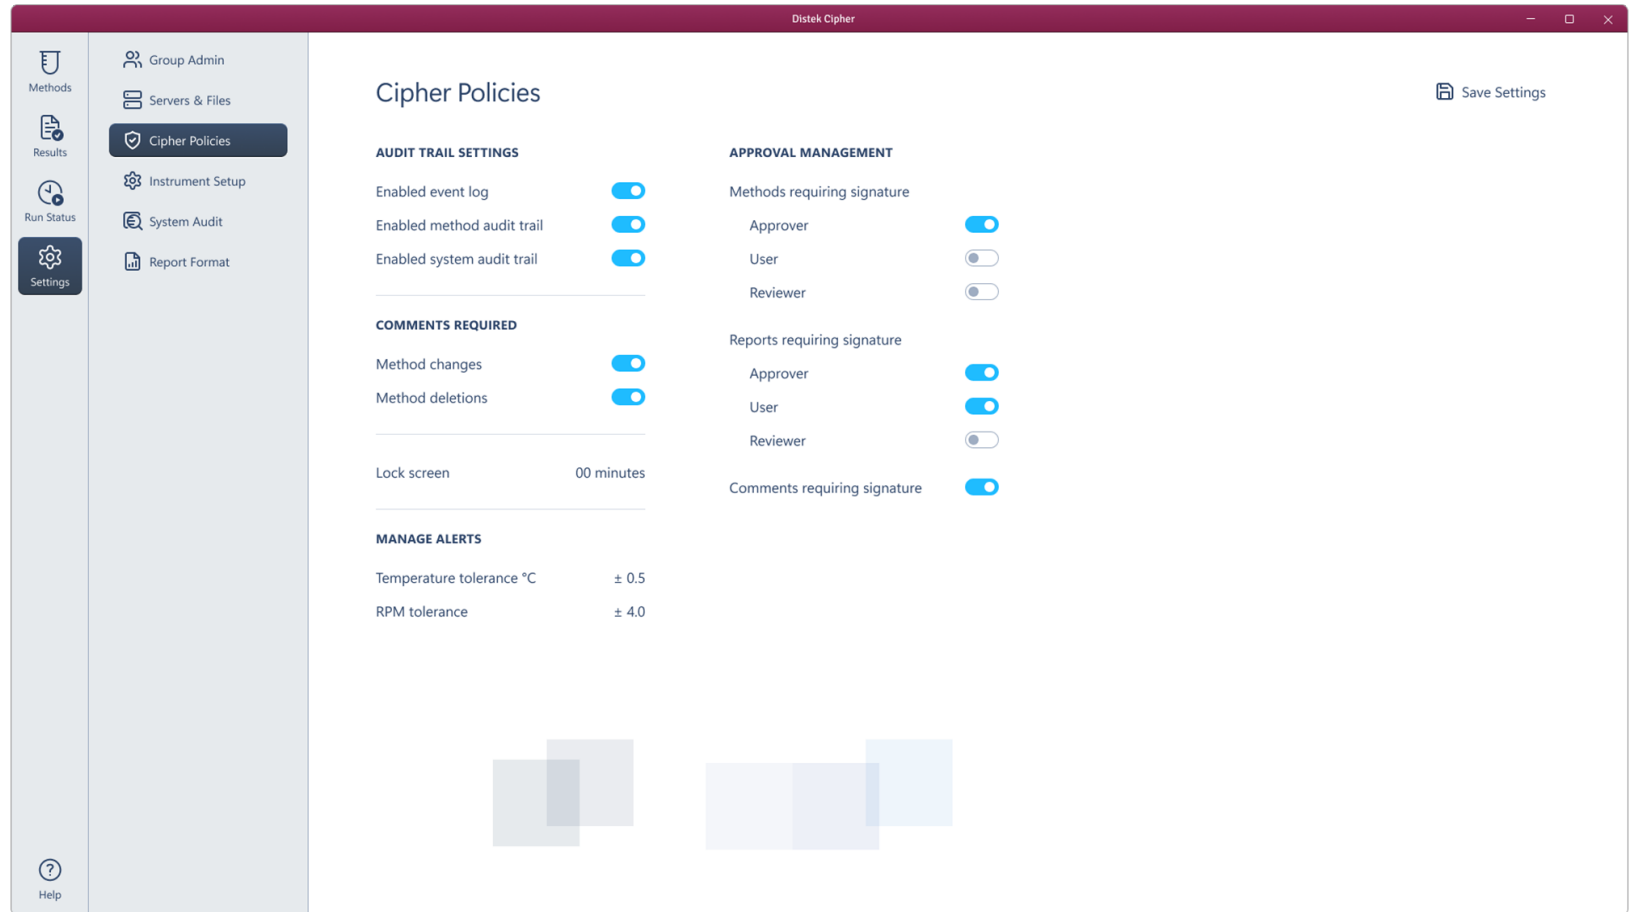 Distek Cipher
Methods
Results
Run Status
Settings
Help
Group Admin
Servers & Files
Cipher Policies
Instrument Setup
System Audit
Report Format
Cipher Policies
Save Settings
AUDIT TRAIL SETTINGS
Enabled event log
Enabled method audit trail
Enabled system audit trail
COMMENTS REQUIRED
Method changes
Method deletions
Lock screen 00 minutes
MANAGE ALERTS
Temperature tolerance °C ± 0.5
RPM tolerance ± 4.0
APPROVAL MANAGEMENT
Methods requiring signature
Approver
User
Reviewer
Reports requiring signature
Approver
User
Reviewer
Comments requiring signature